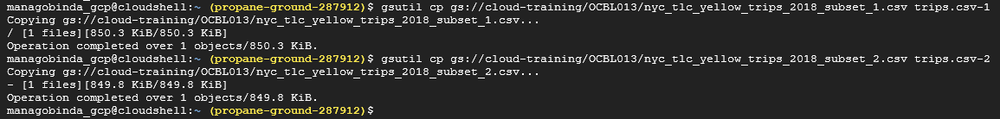 managobinda_gcp@cloudshell:~ (propane-ground-287912)$ gsutil cp gs://cloud-training/OCBL013/nyc_tlc_yellow_trips_2018_subset_1.csv trips.csv-1
Copying gs://cloud-training/OCBL013/nyc_tlc_yellow_trips_2018_subset_1.csv...
/ [1 files][850.3 KiB/850.3 KiB]
Operation completed over 1 objects/850.3 KiB.
managobinda_gcp@cloudshell:~ (propane-ground-287912)$ gsutil cp gs://cloud-training/OCBL013/nyc_tlc_yellow_trips_2018_subset_2.csv trips.csv-2
Copying gs://cloud-training/OCBL013/nyc_tlc_yellow_trips_2018_subset_2.csv...
- [1 files][849.8 KiB/849.8 KiB]
Operation completed over 1 objects/849.8 KiB.
managobinda_gcp@cloudshell:~ (propane-ground-287912)$